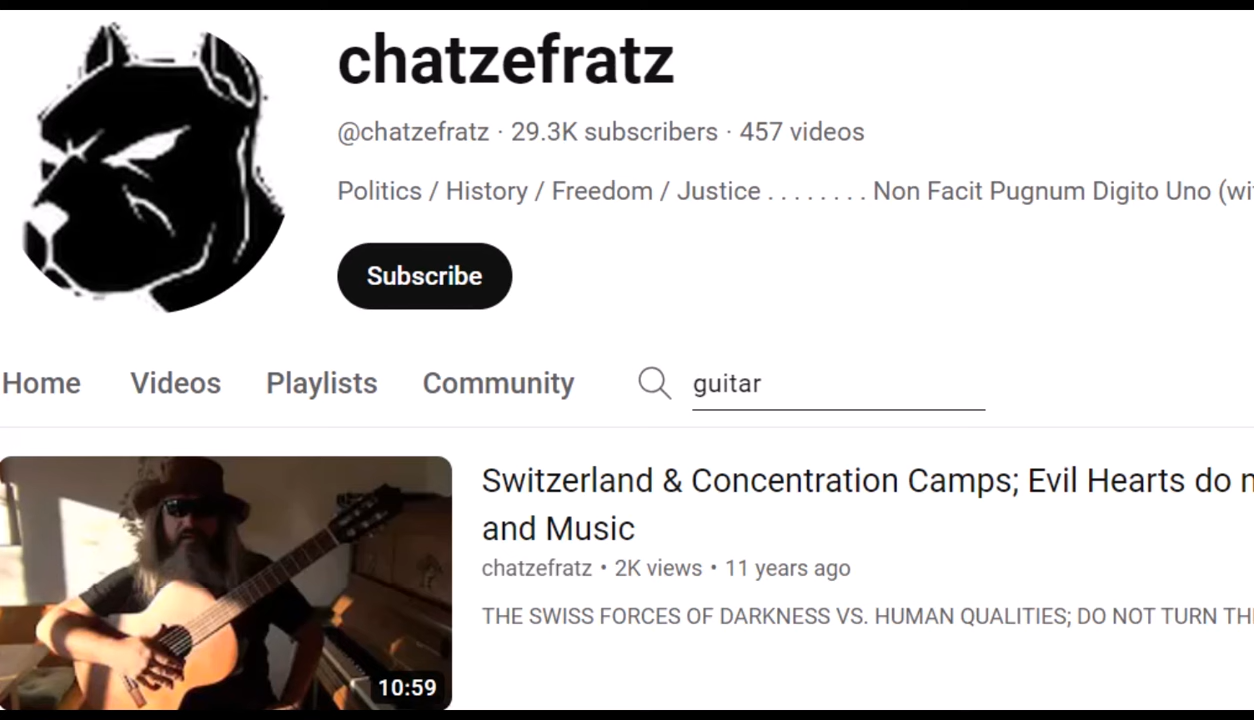 chatzefratz
@chatzefratz · 29.3K subscribers · 457 videos
Politics / History / Freedom / Justice . . . . . . . . Non Facit Pugnum Digito Uno
Subscribe
Home Videos Playlists Community guitar
Switzerland & Concentration Camps; Evil Hearts do
and Music
chatzefratz • 2K views • 11 years ago
THE SWISS FORCES OF DARKNESS VS. HUMAN QUALITIES; DO NOT TURN
10:59